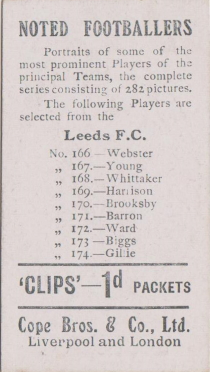 NOTED FOOTBALLERS
Portraits of some of the
most prominent Players of the
principal Teams, the complete
series consisting of 282 pictures.
The following Players are
selected from the
Leeds F.C.
No. 166—Webster
„ 167.—Young
„ 168.—Whittaker
„ 169.—Harrison
„ 170.—Brooksby
„ 171.—Barron
„ 172.—Ward
„ 173—Biggs
„ 174.—Gillie
'CLIPS'—1d PACKETS
Cope Bros. & Co., Ltd.
Liverpool and London